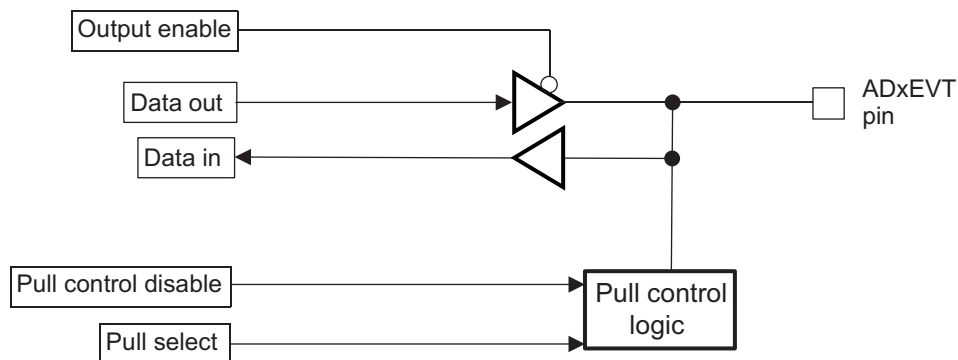 Output enable
Data out
ADxEVT
pin
Data in
Pull control disable
Pull control
logic
Pull select